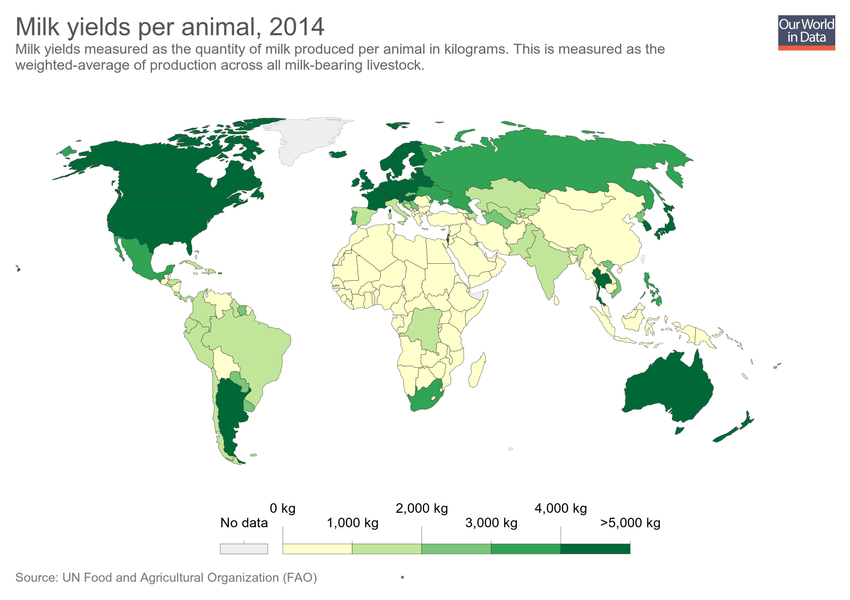 Milk yields per animal, 2014
Our World
in Data
Milk yields measured as the quantity of milk produced per animal in kilograms. This is measured as the
weighted-average of production across all milk-bearing livestock.
0 kg
2,000 kg
4,000 kg
No data
1,000 kg
3,000 kg
>5,000 kg
Source: UN Food and Agricultural Organization (FAO)
•